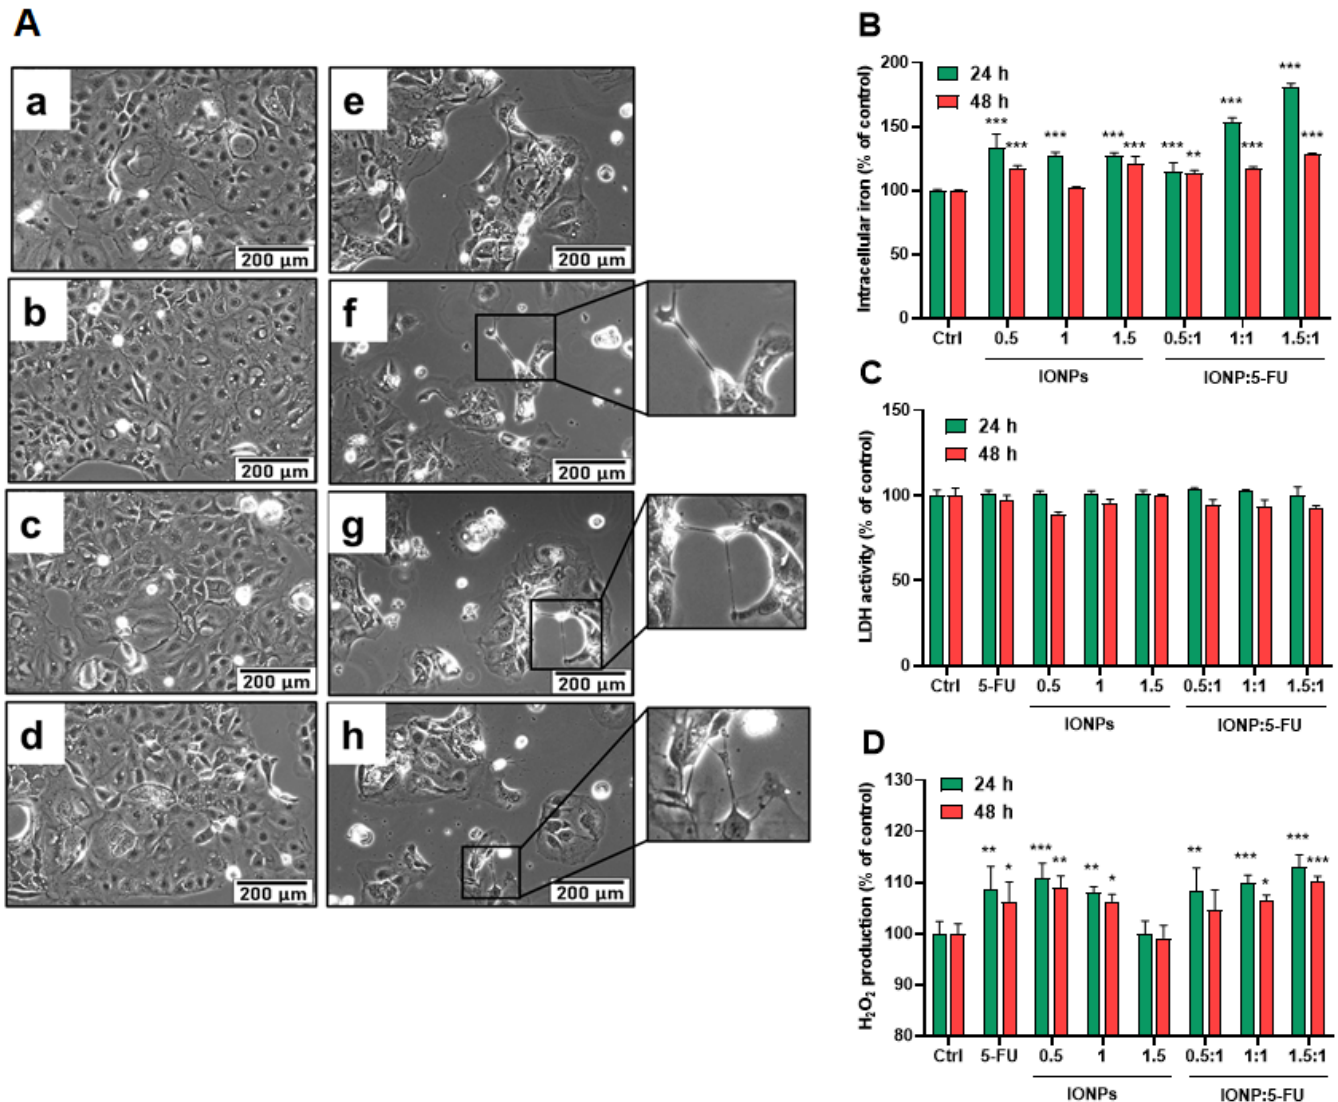 A
a
200 µm
b
200 µm
c
200 µm
d
200 µm
e
200 µm
f
200 µm
g
200 µm
h
200 µm
B
Intracellular iron (% of control)
200
150
100
50
0
24 h
48 h
*** *** *** *** *** *** ** *** *** *** ***
Ctrl 0.5 1 1.5 0.5:1 1:1 1.5:1
IONPs IONP:5-FU
C
LDH activity (% of control)
150
100
50
0
24 h
48 h
Ctrl 5-FU 0.5 1 1.5 0.5:1 1:1 1.5:1
IONPs IONP:5-FU
D
H₂O₂ production (% of control)
130
120
110
100
90
80
24 h
48 h
** * *** ** ** * ** *** * *** ***
Ctrl 5-FU 0.5 1 1.5 0.5:1 1:1 1.5:1
IONPs IONP:5-FU